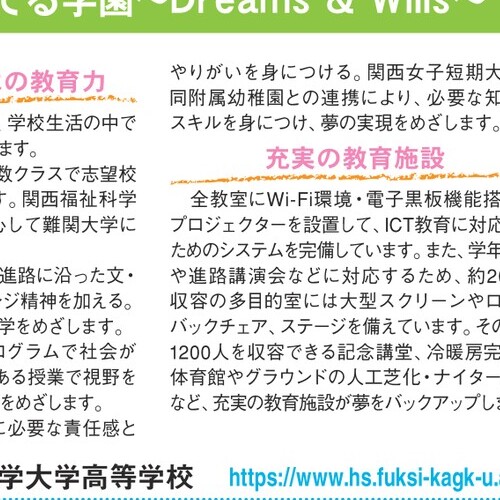 てる学園～Dreams & Wills～
の教育力
、学校生活の中で
ます。
数クラスで志望校
す。関西福祉科学
心して難関大学に
進路に沿った文・
ージ精神を加える。
学をめざします。
ログラムで社会が
ある授業で視野を
をめざします。
に必要な責任感と
やりがいを身につける。関西女子短期大
同附属幼稚園との連携により、必要な知
スキルを身につけ、夢の実現をめざします。
充実の教育施設
全教室にWi-Fi環境・電子黒板機能搭
プロジェクターを設置して、ICT教育に対応
ためのシステムを完備しています。また、学年
や進路講演会などに対応するため、約2
収容の多目的室には大型スクリーンやロ
バックチェア、ステージを備えています。その
1200人を収容できる記念講堂、冷暖房完
体育館やグラウンドの人工芝化・ナイター
など、充実の教育施設が夢をバックアップしま
学大学高等学校 https://www.hs.fuksi-kagk-u.